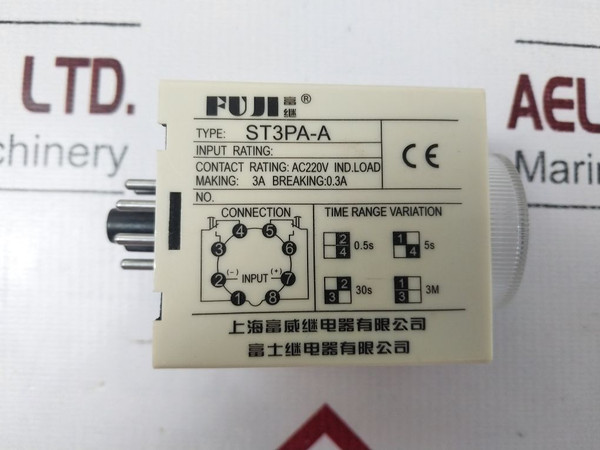 LTD.
chinery
AEL
Marin
FUJI 富继®
TYPE: ST3PA-A
INPUT RATING:
CONTACT RATING: AC220V IND.LOAD
MAKING: 3A BREAKING:0.3A
CE
NO.
CONNECTION
4 5
3 6
2 (-) INPUT (+) 7
1 8
TIME RANGE VARIATION
2 4 0.5s
1 4 5s
2 3 30s
1 3 3M
上海富威继电器有限公司
富士继电器有限公司